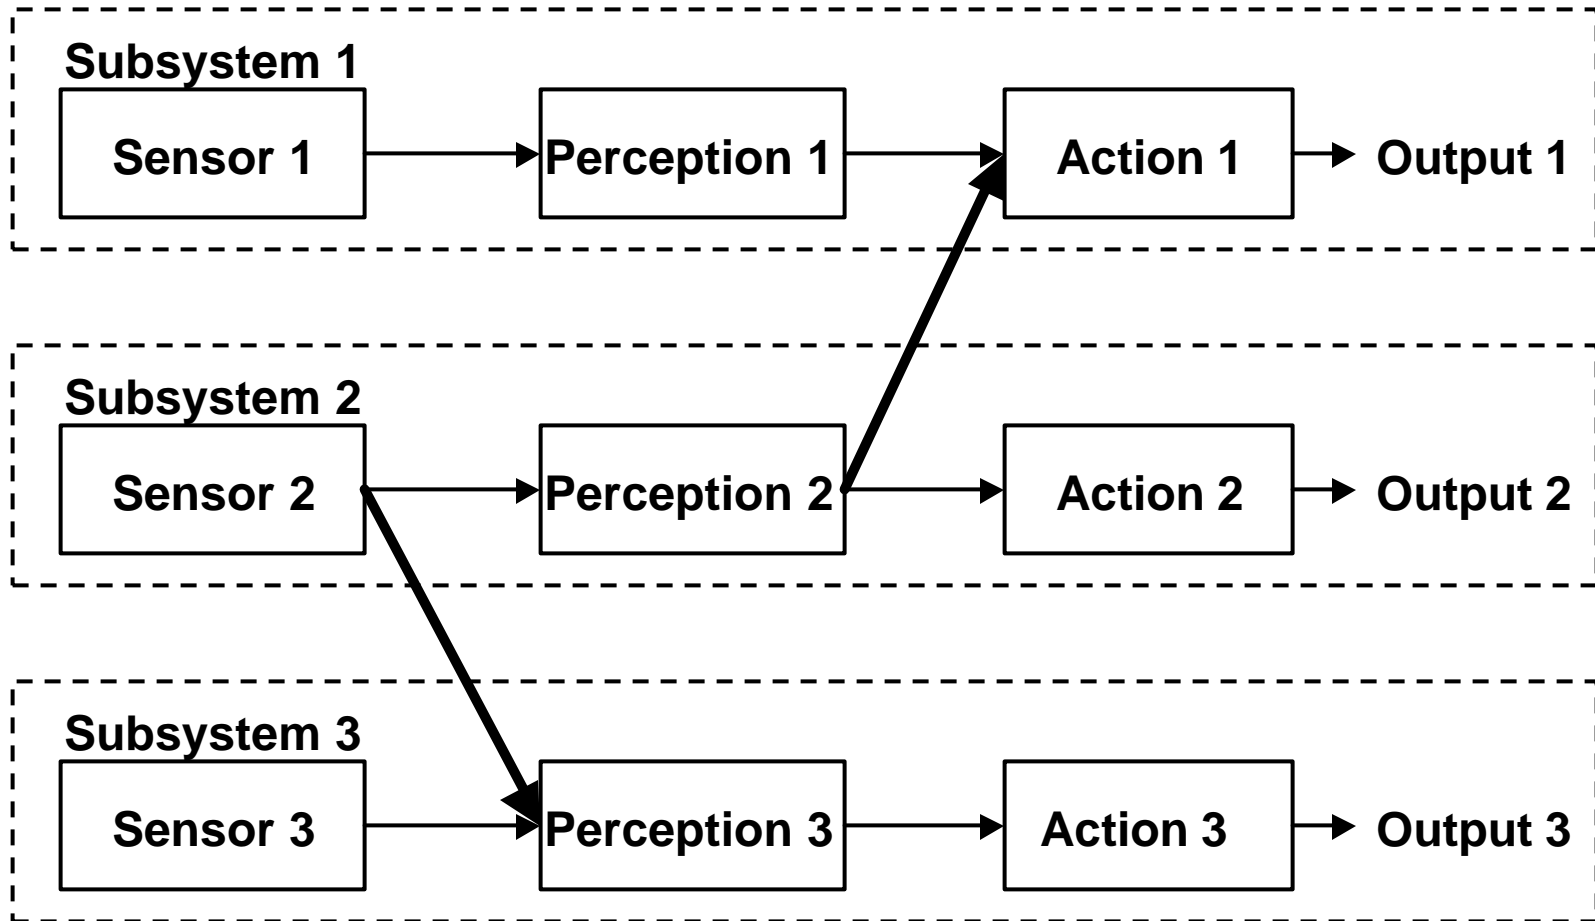 Subsystem 1
Sensor 1
Perception 1
Action 1
Output 1
Subsystem 2
Sensor 2
Perception 2
Action 2
Output 2
Subsystem 3
Sensor 3
Perception 3
Action 3
Output 3